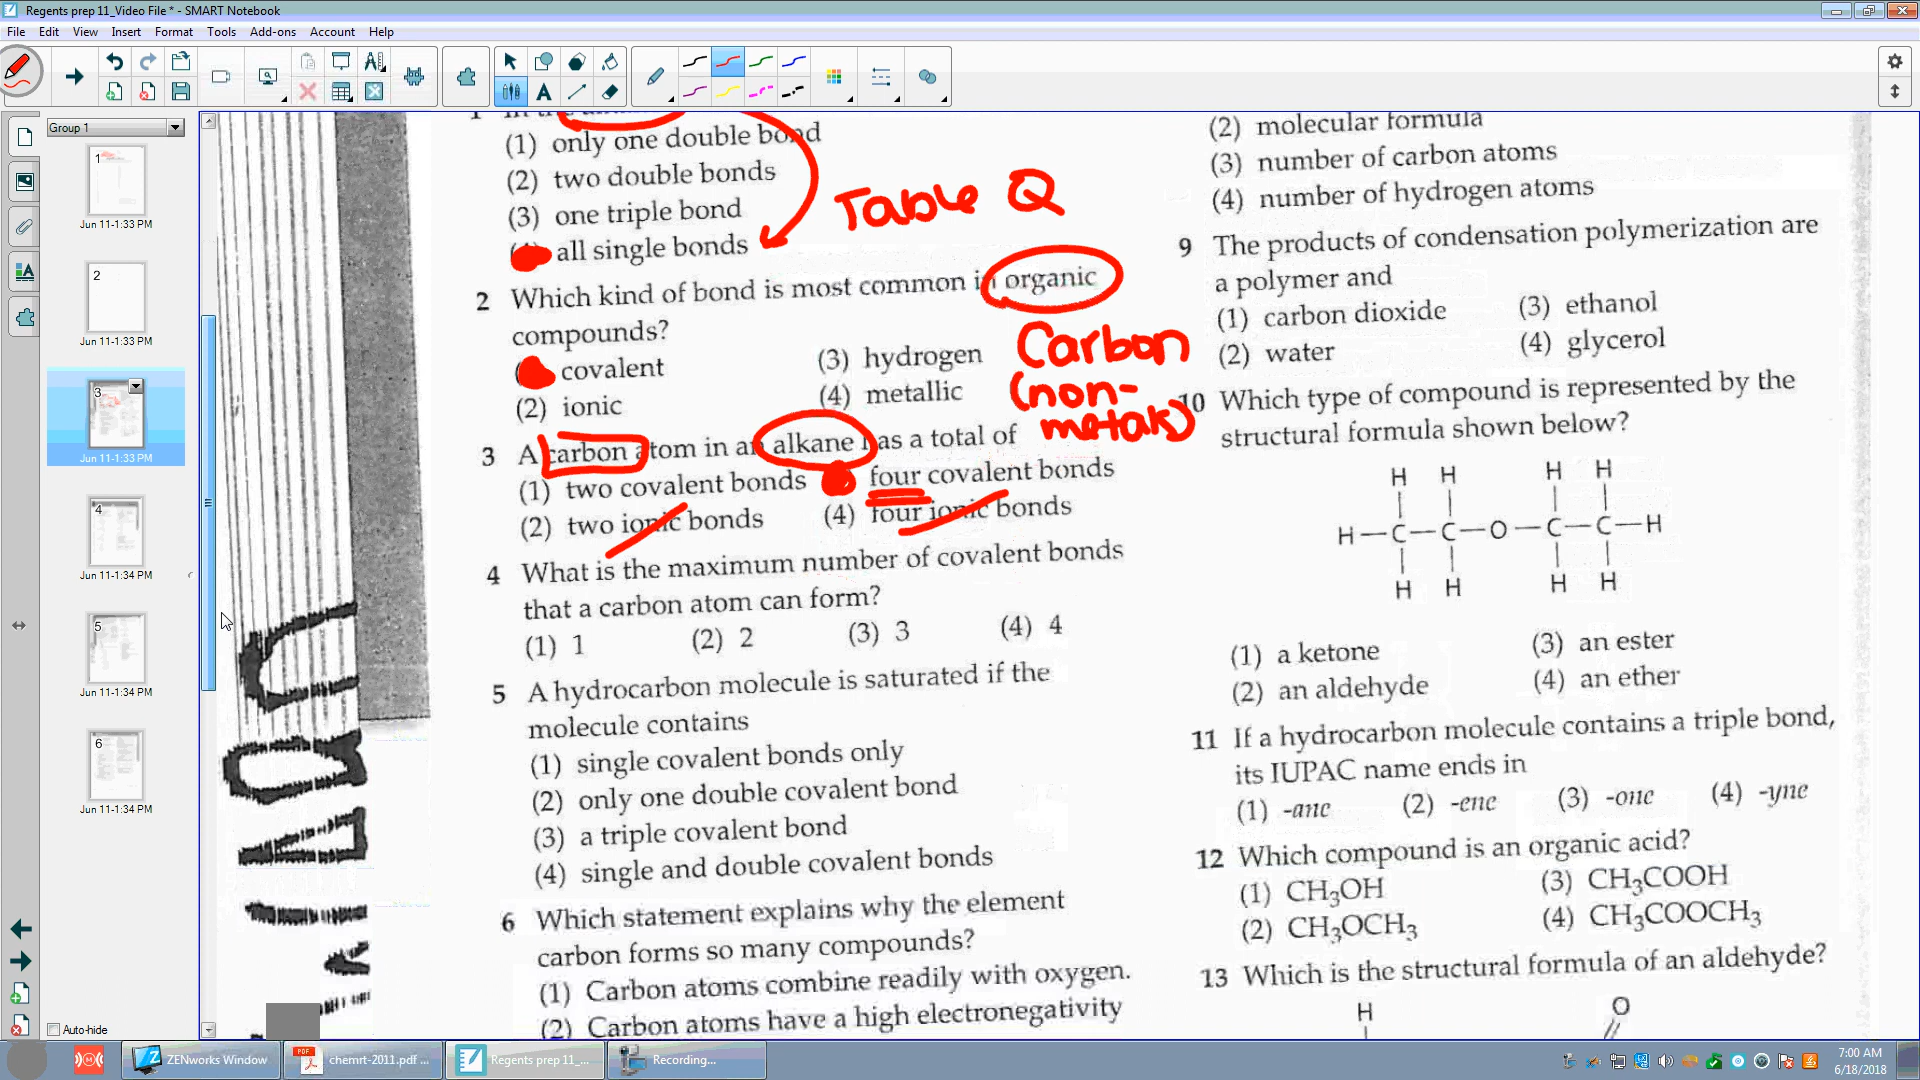 Regents prep 11_Video File * - SMART Notebook
File Edit View Insert Format Tools Add-ons Account Help
Group 1
1
Jun 11-1:33 PM
2
Jun 11-1:33 PM
3
Jun 11-1:33 PM
4
Jun 11-1:34 PM
5
Jun 11-1:34 PM
6
Jun 11-1:34 PM
Auto-hide
(1) only one double bond
(2) two double bonds
(3) one triple bond
all single bonds
Table Q
2 Which kind of bond is most common in organic
compounds?
covalent (3) hydrogen
(2) ionic (4) metallic
Carbon
(non-
metals)
3 A carbon atom in an alkane has a total of
(1) two covalent bonds four covalent bonds
(2) two ionic bonds (4) four ionic bonds
4 What is the maximum number of covalent bonds
that a carbon atom can form?
(1) 1 (2) 2 (3) 3 (4) 4
5 A hydrocarbon molecule is saturated if the
molecule contains
(1) single covalent bonds only
(2) only one double covalent bond
(3) a triple covalent bond
(4) single and double covalent bonds
6 Which statement explains why the element
carbon forms so many compounds?
(1) Carbon atoms combine readily with oxygen.
(2) Carbon atoms have a high electronegativity
(2) molecular formula
(3) number of carbon atoms
(4) number of hydrogen atoms
9 The products of condensation polymerization are
a polymer and
(1) carbon dioxide (3) ethanol
(2) water (4) glycerol
10 Which type of compound is represented by the
structural formula shown below?
H H H H
H—C—C—O—C—C—H
H H H H
(1) a ketone (3) an ester
(2) an aldehyde (4) an ether
11 If a hydrocarbon molecule contains a triple bond,
its IUPAC name ends in
(1) -ane (2) -ene (3) -one (4) -yne
12 Which compound is an organic acid?
(1) CH₃OH (3) CH₃COOH
(2) CH₃OCH₃ (4) CH₃COOCH₃
13 Which is the structural formula of an aldehyde?
H O
ZENworks Window
chemrt-2011.pdf ...
Regents prep 11_...
Recording...
7:00 AM
6/18/2018